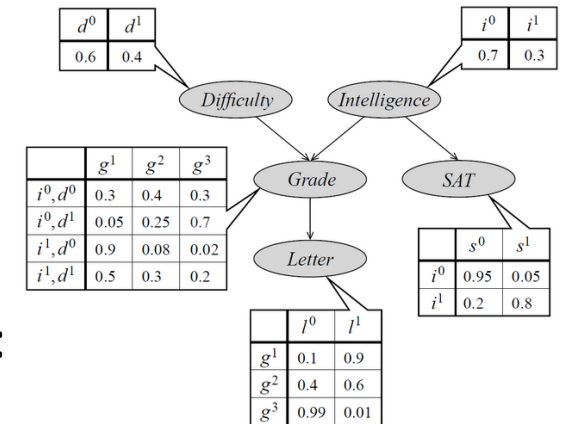 d⁰ d¹
0.6 0.4
i⁰ i¹
0.7 0.3
Difficulty
Intelligence
g¹ g² g³
i⁰,d⁰ 0.3 0.4 0.3
i⁰,d¹ 0.05 0.25 0.7
i¹,d⁰ 0.9 0.08 0.02
i¹,d¹ 0.5 0.3 0.2
Grade
SAT
s⁰ s¹
i⁰ 0.95 0.05
i¹ 0.2 0.8
Letter
l⁰ l¹
g¹ 0.1 0.9
g² 0.4 0.6
g³ 0.99 0.01
: